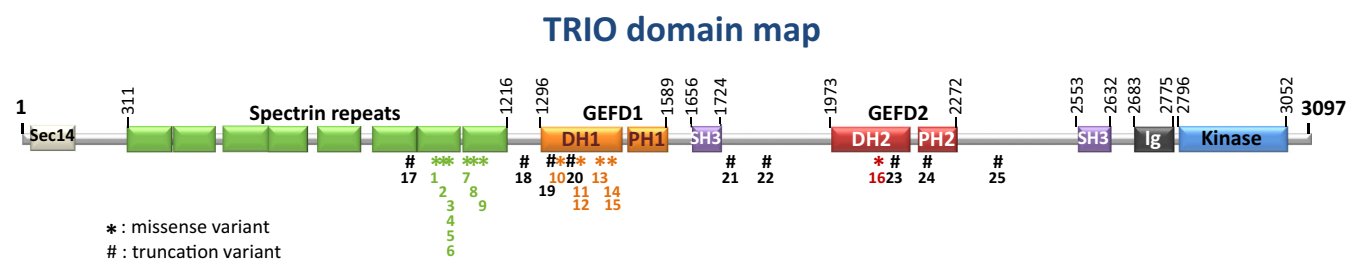 TRIO domain map
1 311 1216 1296 1589 1656 1724 1973 2272 2553 2632 2683 2775 2796 3052 3097
Spectrin repeats GEFD1 GEFD2
Sec14 DH1 PH1 SH3 DH2 PH2 SH3 Ig Kinase
# *** *** # # * # * ** # # * # # #
17 1 7 18 10 20 13 21 22 16 23 24 25
2 8 19 11 14
3 9 12 15
4
5
6
* : missense variant
# : truncation variant